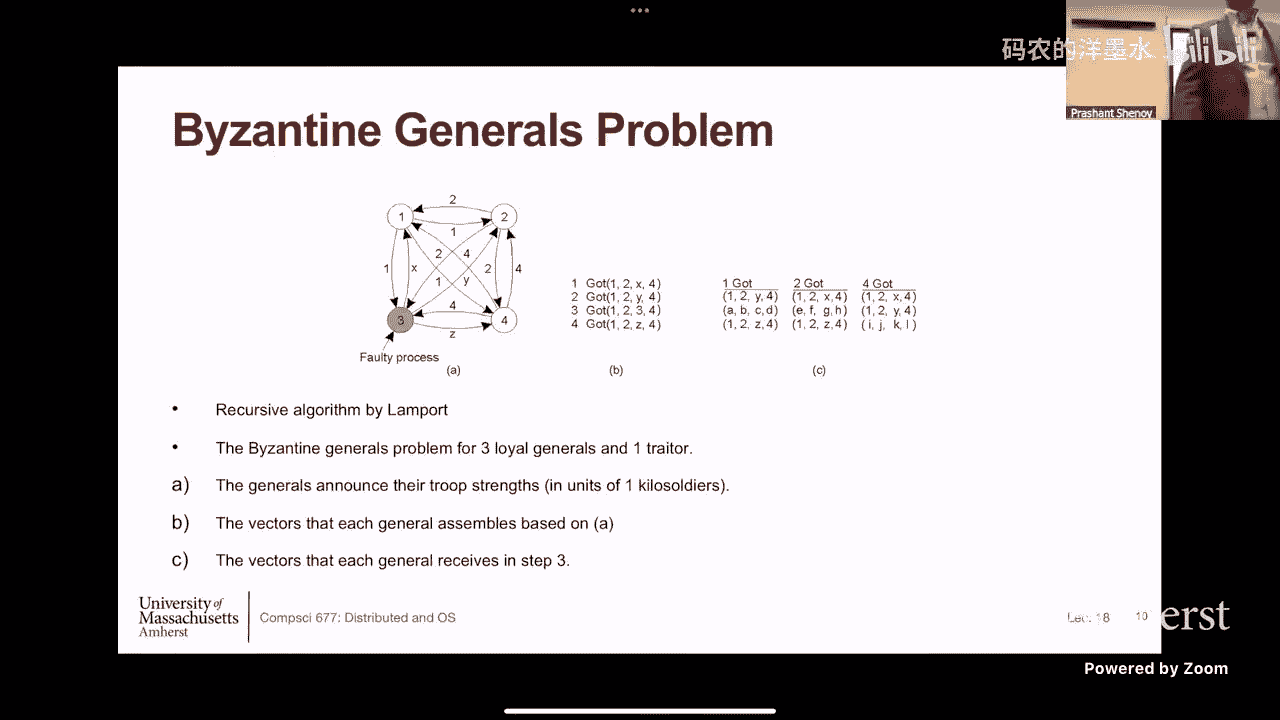 码农的洋墨水 bilibili
Prashant Shenoy
Byzantine Generals Problem
2
1 2
1
2 4
1 x 2 4
1 y
4
3 4
z
Faulty process
(a)
1 Got(1, 2, x, 4)
2 Got(1, 2, y, 4)
3 Got(1, 2, 3, 4)
4 Got(1, 2, z, 4)
(b)
1 Got 2 Got 4 Got
(1, 2, y, 4) (1, 2, x, 4) (1, 2, x, 4)
(a, b, c, d) (e, f, g, h) (1, 2, y, 4)
(1, 2, z, 4) (1, 2, z, 4) (i, j, k, l)
(c)
• Recursive algorithm by Lamport
• The Byzantine generals problem for 3 loyal generals and 1 traitor.
a) The generals announce their troop strengths (in units of 1 kilosoldiers).
b) The vectors that each general assembles based on (a)
c) The vectors that each general receives in step 3.
University of
Massachusetts
Amherst
Compsci 677: Distributed and OS
10
erst
Powered by Zoom